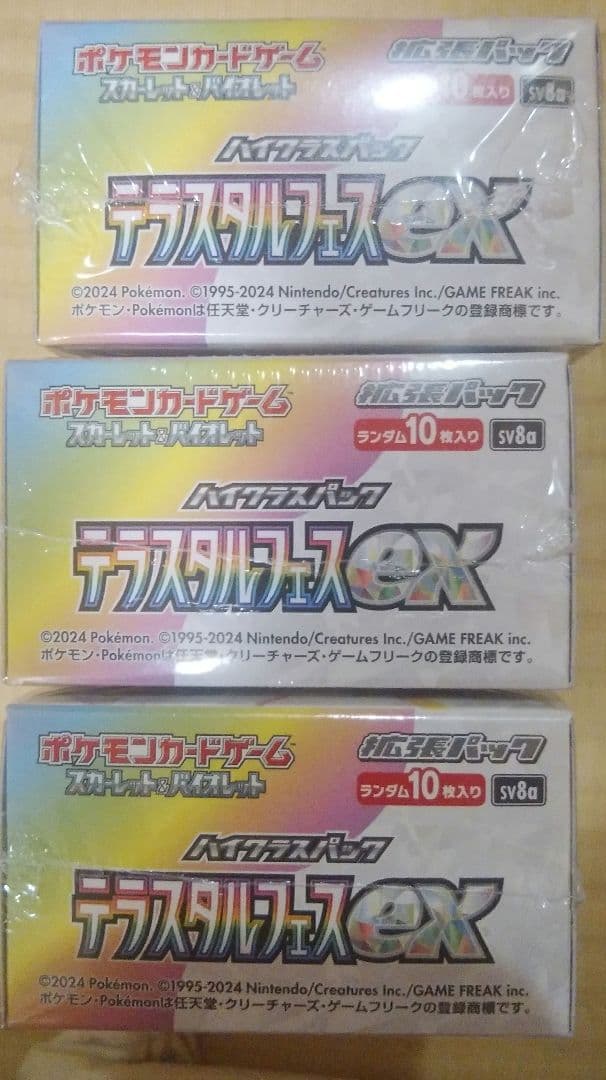 ポケモンカードゲーム 拡張パック
スカーレット&バイオレット 10枚入り SV8a
ハイクラスパック
テラスタルフェスex
©2024 Pokémon. ©1995-2024 Nintendo/Creatures Inc./GAME FREAK inc.
ポケモン・Pokémonは任天堂・クリーチャーズ・ゲームフリークの登録商標です。
ポケモンカードゲーム 拡張パック
スカーレット&バイオレット ランダム10枚入り SV8a
ハイクラスパック
テラスタルフェスex
©2024 Pokémon. ©1995-2024 Nintendo/Creatures Inc./GAME FREAK inc.
ポケモン・Pokémonは任天堂・クリーチャーズ・ゲームフリークの登録商標です。
ポケモンカードゲーム 拡張パック
スカーレット&バイオレット ランダム10枚入り SV8a
ハイクラスパック
テラスタルフェスex
©2024 Pokémon. ©1995-2024 Nintendo/Creatures Inc./GAME FREAK inc.
ポケモン・Pokémonは任天堂・クリーチャーズ・ゲームフリークの登録商標です。